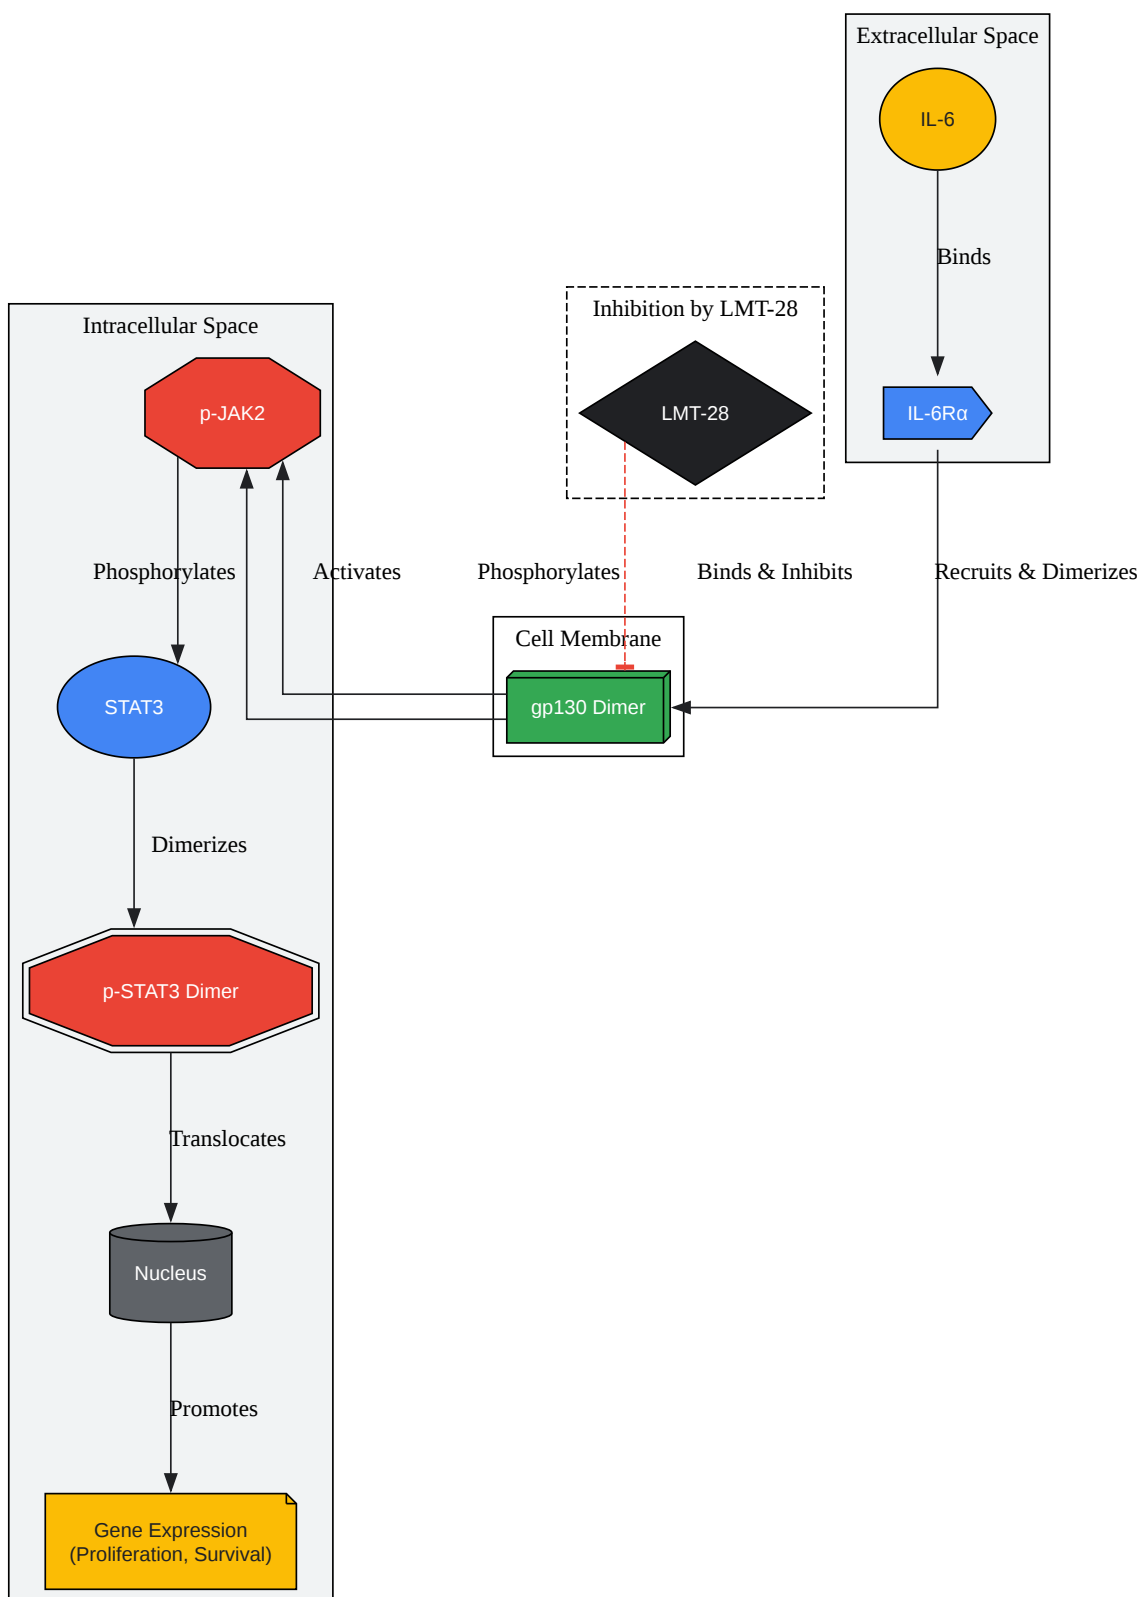 Extracellular Space
IL-6
Binds
Inhibition by LMT-28
Intracellular Space
p-JAK2
LMT-28
IL-6Rα
Phosphorylates
Activates
Phosphorylates
Binds & Inhibits
Recruits & Dimerizes
Cell Membrane
STAT3
gp130 Dimer
Dimerizes
p-STAT3 Dimer
Translocates
Nucleus
Promotes
Gene Expression
(Proliferation, Survival)